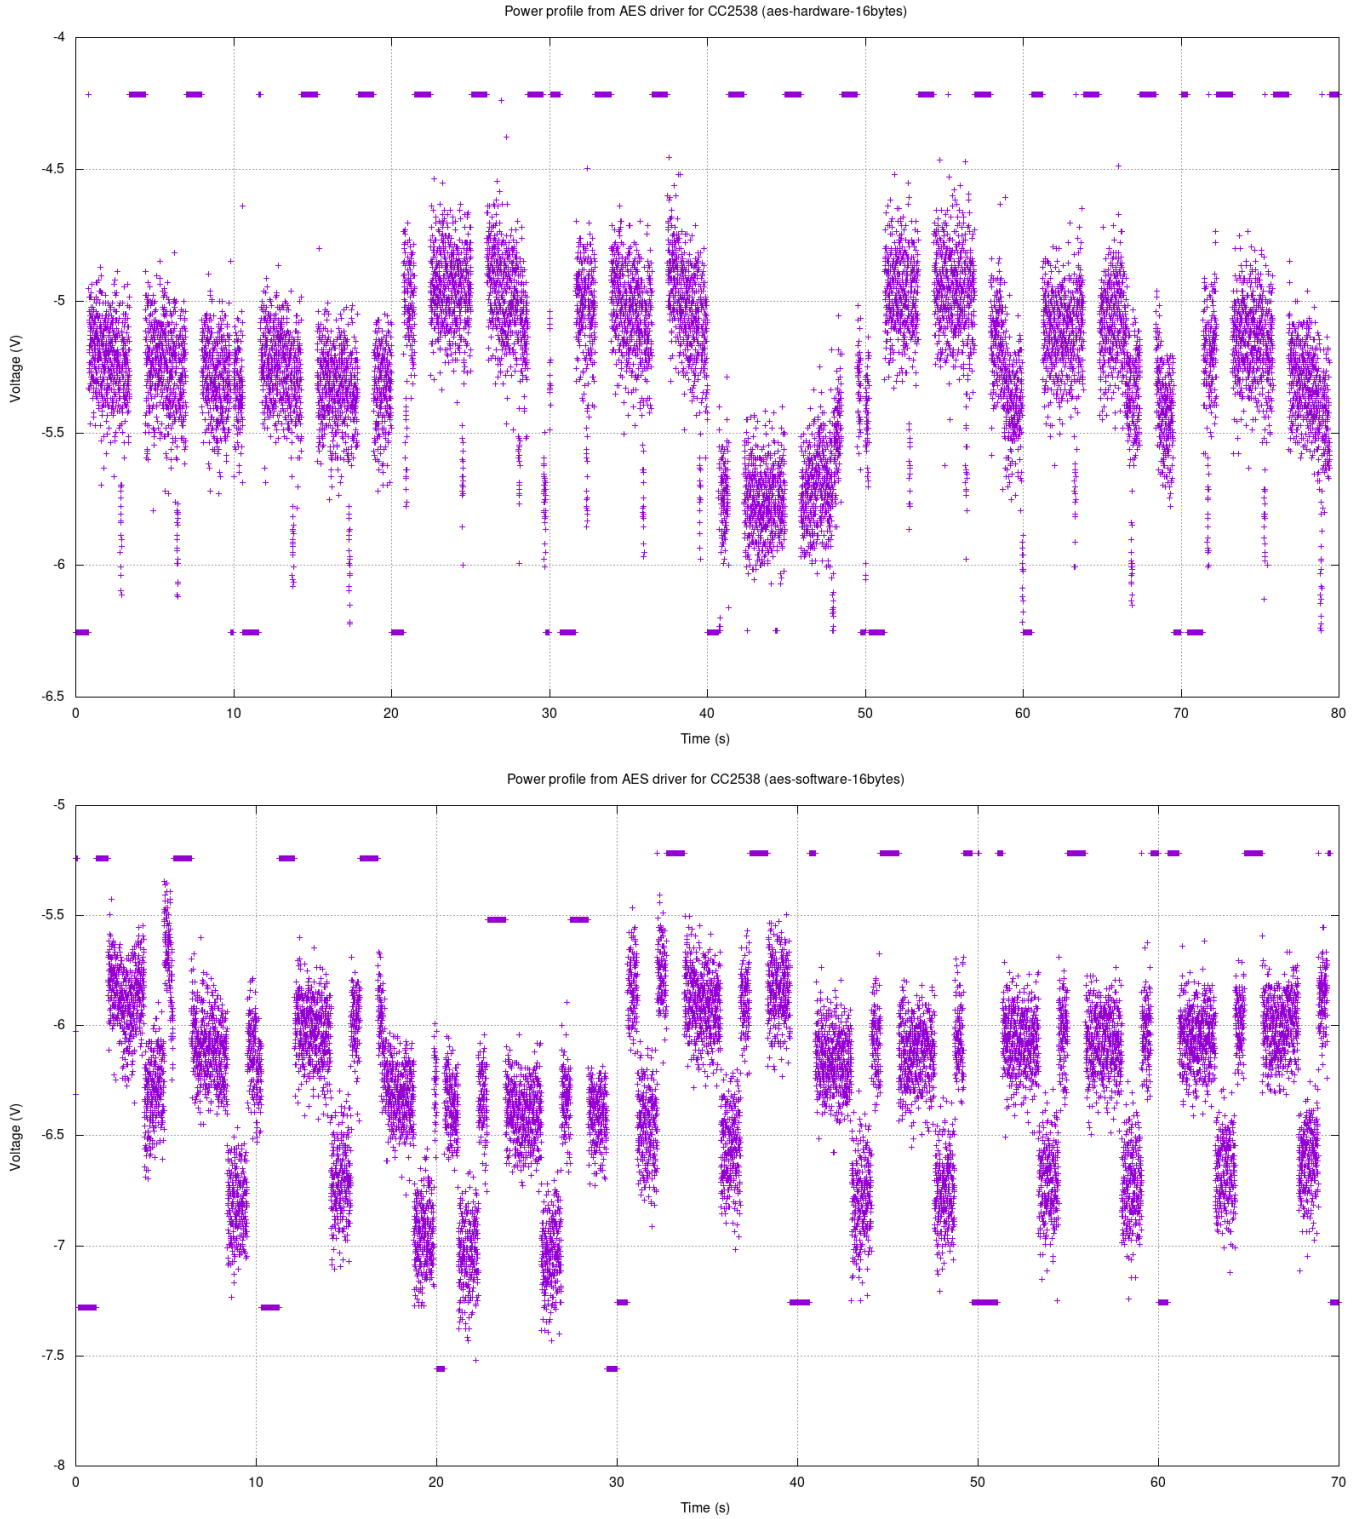 Power profile from AES driver for CC2538 (aes-hardware-16bytes)
-4
-4.5
-5
-5.5
-6
-6.5
Voltage (V)
0 10 20 30 40 50 60 70 80
Time (s)
Power profile from AES driver for CC2538 (aes-software-16bytes)
-5
-5.5
-6
-6.5
-7
-7.5
-8
Voltage (V)
0 10 20 30 40 50 60 70
Time (s)